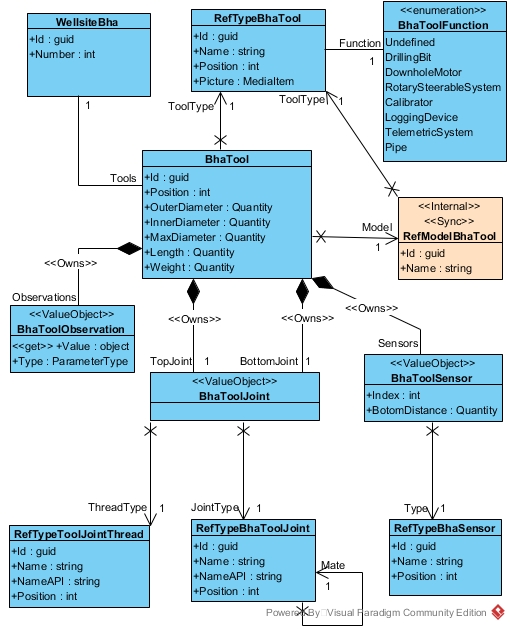 WellsiteBha
+Id : guid
+Number : int
1
RefTypeBhaTool
+Id : guid
+Name : string
+Position : int
+Picture : MediaItem
Function
1
<<enumeration>>
BhaToolFunction
Undefined
DrillingBit
DownholeMotor
RotarySteerableSystem
Calibrator
LoggingDevice
TelemetricSystem
Pipe
ToolType
1
ToolType
1
Tools
BhaTool
+Id : guid
+Position : int
+OuterDiameter : Quantity
+InnerDiameter : Quantity
+MaxDiameter : Quantity
+Length : Quantity
+Weight : Quantity
Model
1
<<Internal>>
<<Sync>>
RefModelBhaTool
+Id : guid
+Name : string
<<Owns>>
Observations
<<ValueObject>>
BhaToolObservation
<<get>> +Value : object
+Type : ParameterType
<<Owns>>
TopJoint
1
<<Owns>>
BottomJoint
1
<<Owns>>
Sensors
<<ValueObject>>
BhaToolJoint
<<ValueObject>>
BhaToolSensor
+Index : int
+BotomDistance : Quantity
ThreadType
1
JointType
1
Type
1
RefTypeToolJointThread
+Id : guid
+Name : string
+NameAPI : string
+Position : int
RefTypeBhaToolJoint
+Id : guid
+Name : string
+NameAPI : string
+Position : int
Mate
1
RefTypeBhaSensor
+Id : guid
+Name : string
+Position : int
Powered By Visual Paradigm Community Edition